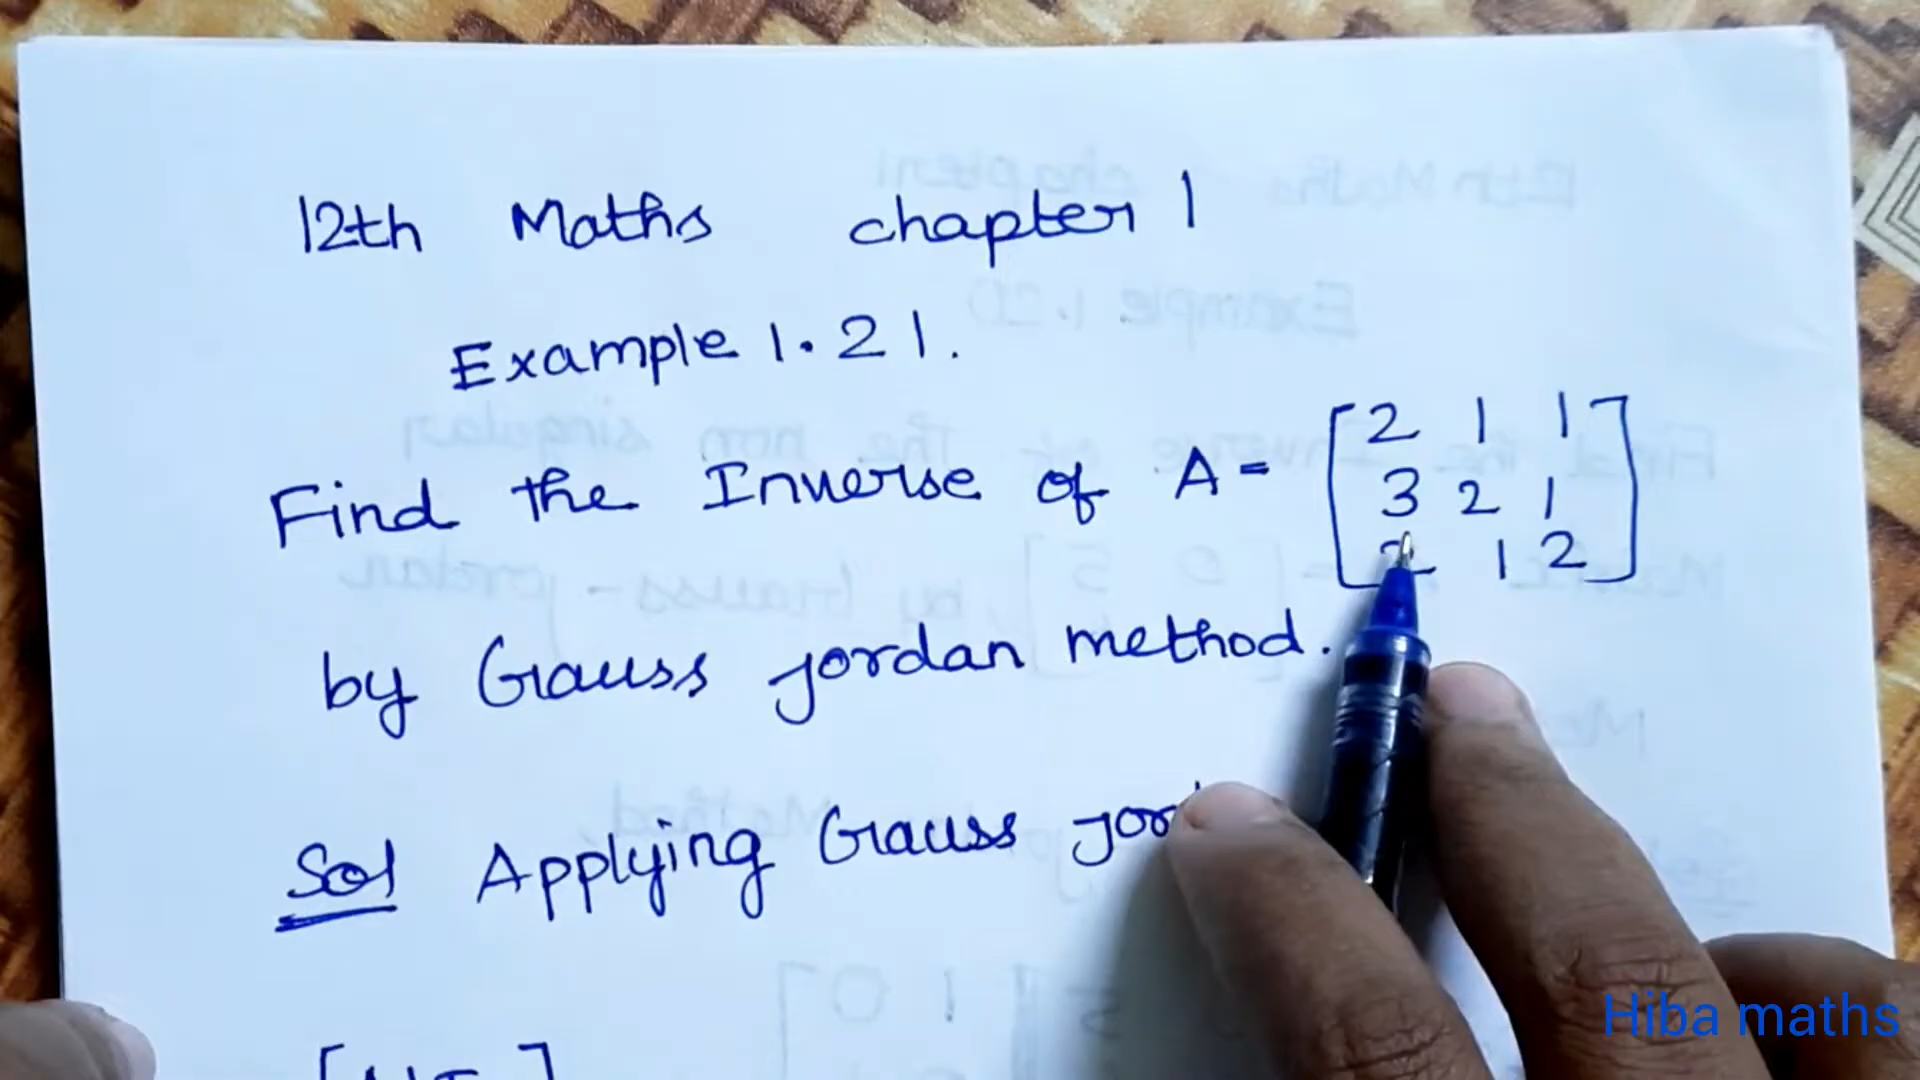 12th Maths chapter 1
Example 1.21.
Find the Inverse of A = [2 1 1
3 2 1
2 1 2]
by Gauss jordan method.
Sol Applying Gauss
Hiba maths